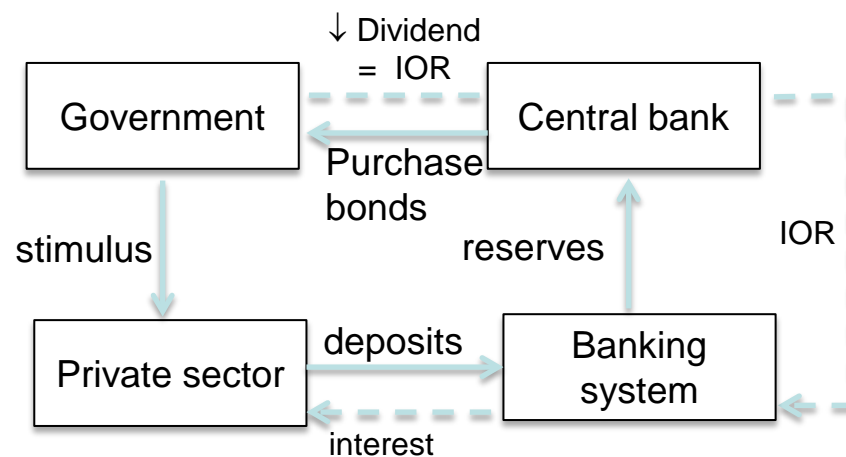 ↓ Dividend
= IOR
Government
Central bank
Purchase
bonds
stimulus
reserves
IOR
Private sector
deposits
Banking
system
interest